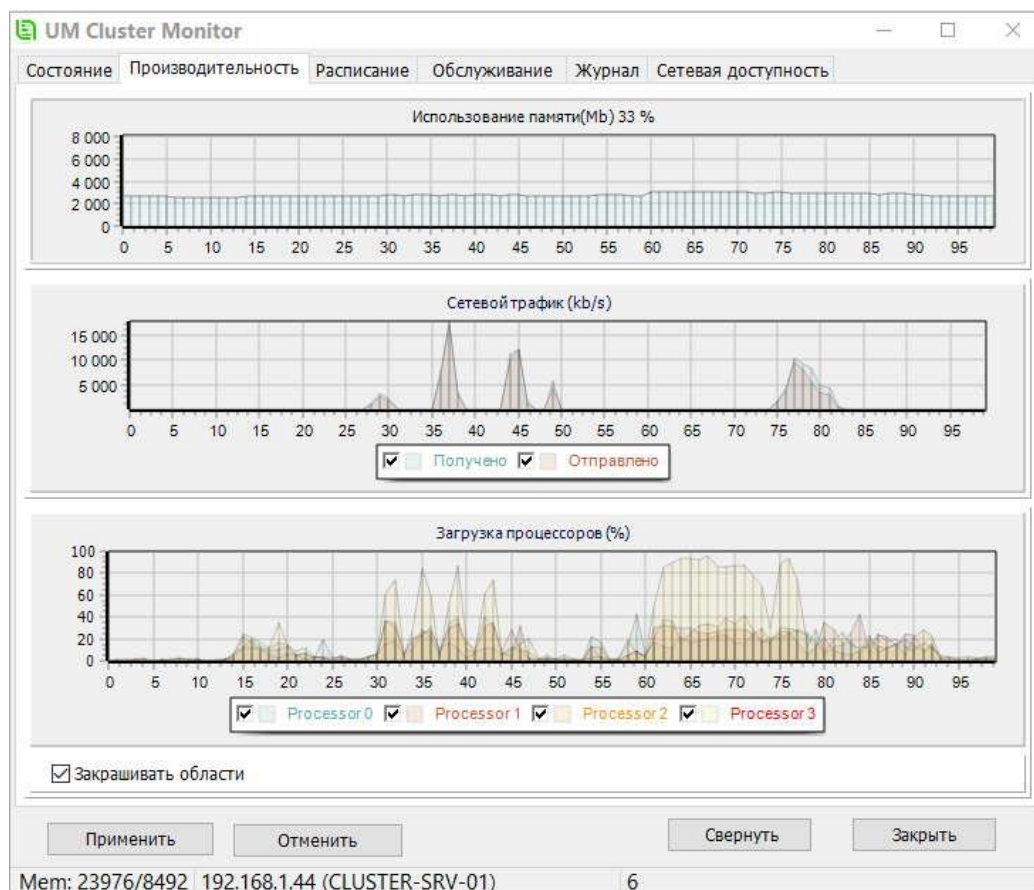 UM Cluster Monitor
Состояние Производительность Расписание Обслуживание Журнал Сетевая доступность
Использование памяти(Mb) 33 %
8 000
6 000
4 000
2 000
0
0 5 10 15 20 25 30 35 40 45 50 55 60 65 70 75 80 85 90 95
Сетевой трафик (kb/s)
15 000
10 000
5 000
0 5 10 15 20 25 30 35 40 45 50 55 60 65 70 75 80 85 90 95
Получено Отправлено
Загрузка процессоров (%)
100
80
60
40
20
0
0 5 10 15 20 25 30 35 40 45 50 55 60 65 70 75 80 85 90 95
Processor 0 Processor 1 Processor 2 Processor 3
Закрашивать области
Применить Отменить Свернуть Закрыть
Mem: 23976/8492 192.168.1.44 (CLUSTER-SRV-01) 6